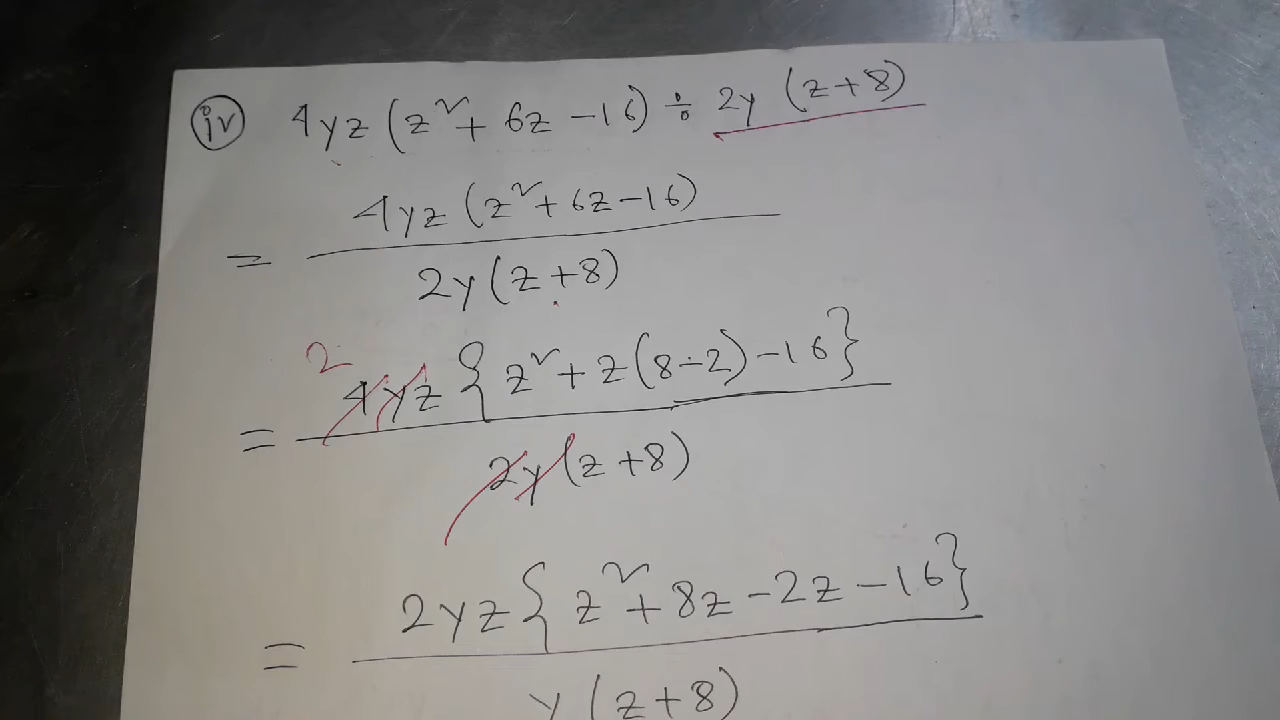 iv 4yz (z² + 6z - 16) ÷ 2y (z+8)
4yz (z² + 6z - 16)
=
2y (z+8)
2
4yz { z² + z (8-2) - 16 }
=
2y (z+8)
2yz { z² + 8z - 2z - 16 }
=
y (z+8)